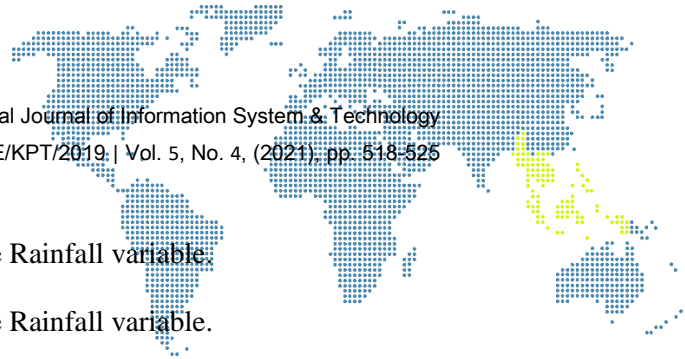 al Journal of Information System & Technology
E/KPT/2019 | Vol. 5, No. 4, (2021), pp. 518-525
e Rainfall variable.
e Rainfall variable.